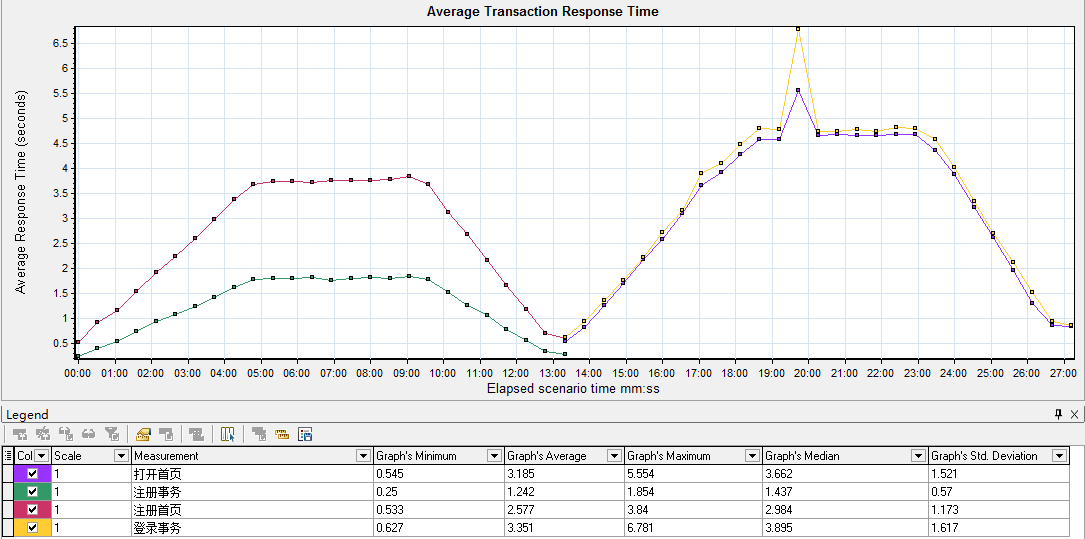 Average Transaction Response Time
Average Response Time (seconds)
6.5
6
5.5
5
4.5
4
3.5
3
2.5
2
1.5
1
0.5
00:00 01:00 02:00 03:00 04:00 05:00 06:00 07:00 08:00 09:00 10:00 11:00 12:00 13:00 14:00 15:00 16:00 17:00 18:00 19:00 20:00 21:00 22:00 23:00 24:00 25:00 26:00 27:00
Elapsed scenario time mm:ss
Legend
Col Scale Measurement Graph's Minimum Graph's Average Graph's Maximum Graph's Median Graph's Std. Deviation
1 打开首页 0.545 3.185 5.554 3.662 1.521
1 注册事务 0.25 1.242 1.854 1.437 0.57
1 注册首页 0.533 2.577 3.84 2.984 1.173
1 登录事务 0.627 3.351 6.781 3.895 1.617